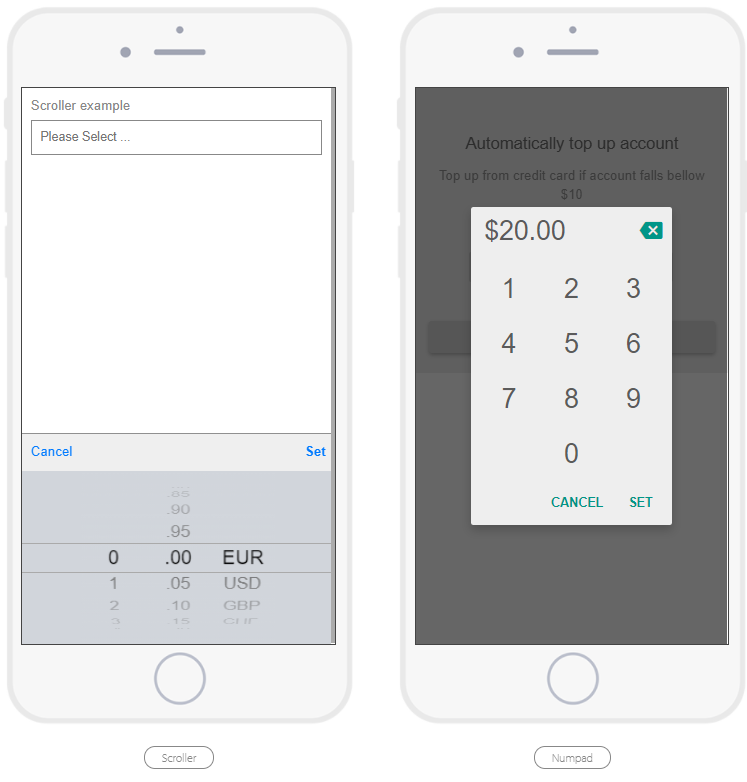 Scroller example
Please Select ...
Cancel Set
.85
.90
.95
0 .00 EUR
1 .05 USD
2 .10 GBP
3 .15 CHF
Scroller
Automatically top up account
Top up from credit card if account falls bellow
$10
$20.00
1 2 3
4 5 6
7 8 9
0
CANCEL SET
Numpad